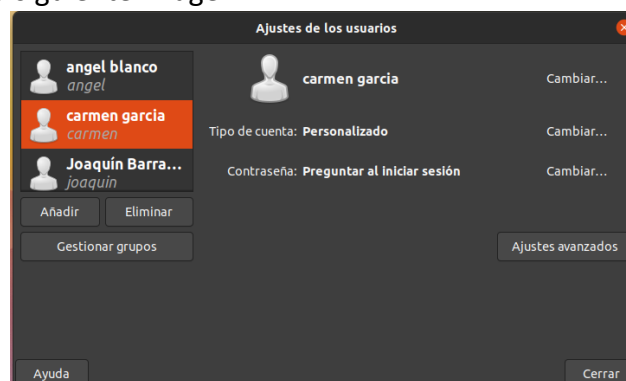 Ajustes de los usuarios
angel blanco
angel
carmen garcia
carmen
Joaquín Barra...
joaquin
Añadir
Eliminar
Gestionar grupos
carmen garcia
Cambiar...
Tipo de cuenta: Personalizado
Cambiar...
Contraseña: Preguntar al iniciar sesión
Cambiar...
Ajustes avanzados
Ayuda
Cerrar